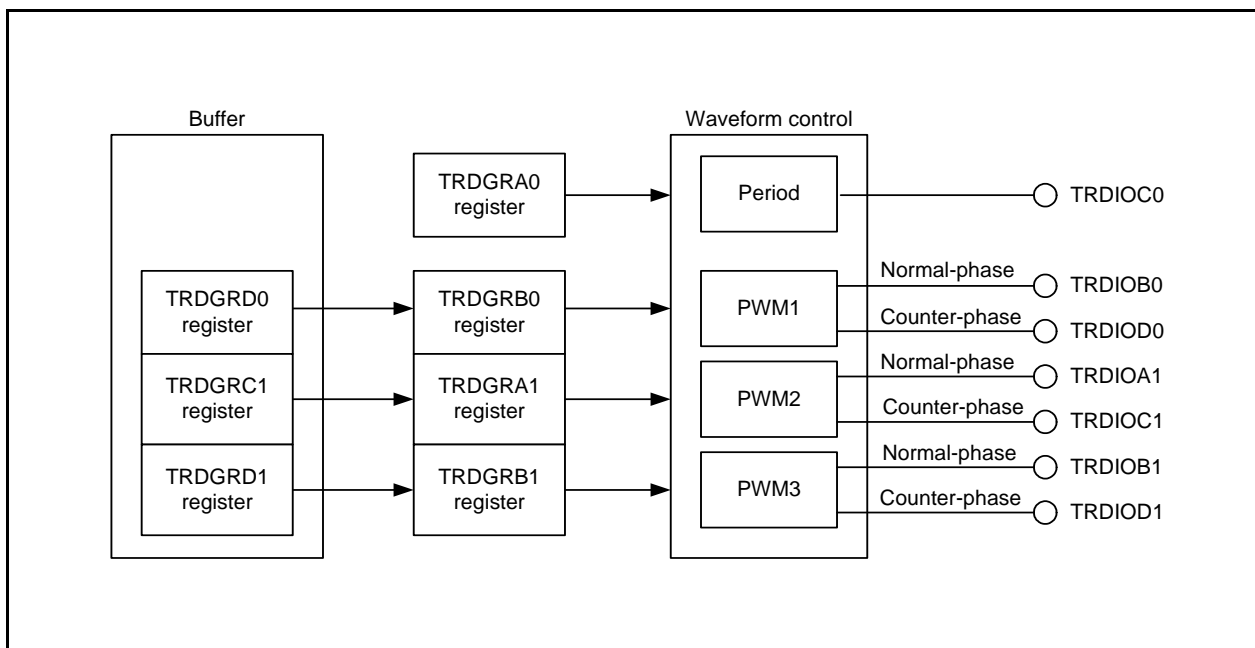 Buffer
Waveform control
TRDGRA0
register
Period
TRDIOC0
TRDGRD0
register
TRDGRB0
register
PWM1
Normal-phase
TRDIOB0
Counter-phase
TRDIOD0
TRDGRC1
register
TRDGRA1
register
PWM2
Normal-phase
TRDIOA1
Counter-phase
TRDIOC1
TRDGRD1
register
TRDGRB1
register
PWM3
Normal-phase
TRDIOB1
Counter-phase
TRDIOD1